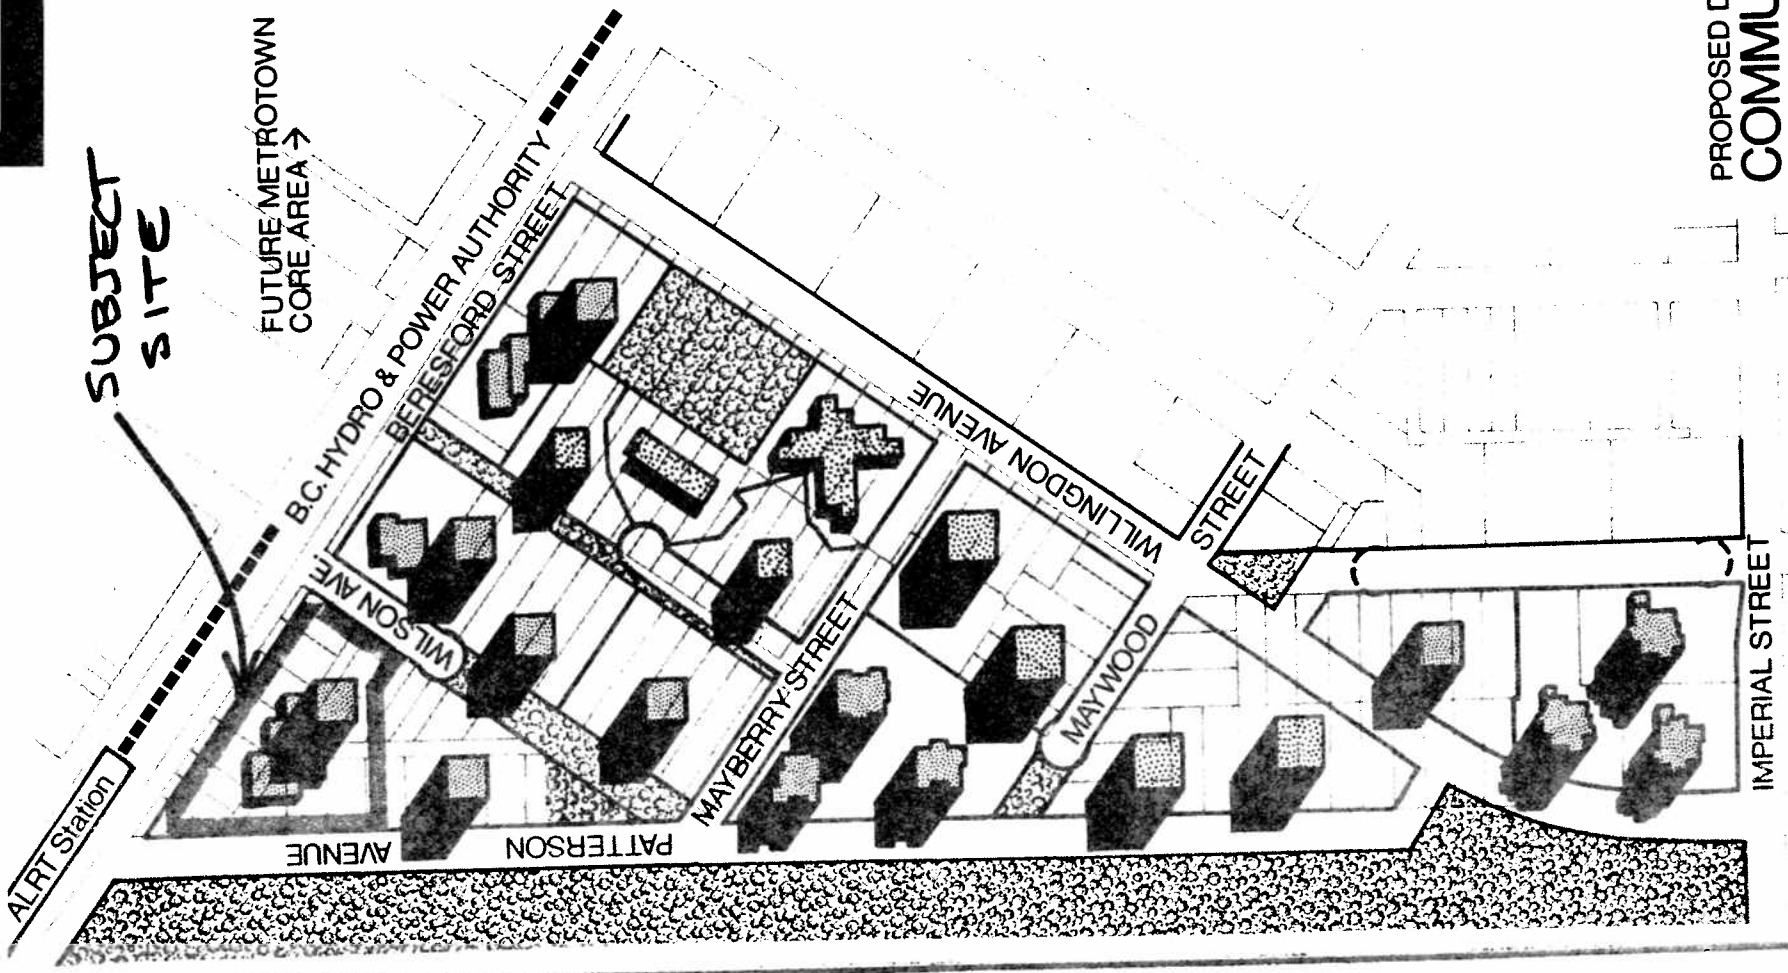 SUBJECT
SITE
FUTURE METROTOWN
CORE AREA →
B.C. HYDRO & POWER AUTHORITY
BERESFORD STREET
ALRT Station
WILSON AVE
WILLINGDON AVENUE
MAYBERRY STREET
PATTERSON AVENUE
MAYWOOD STREET
IMPERIAL STREET
PROPOSED